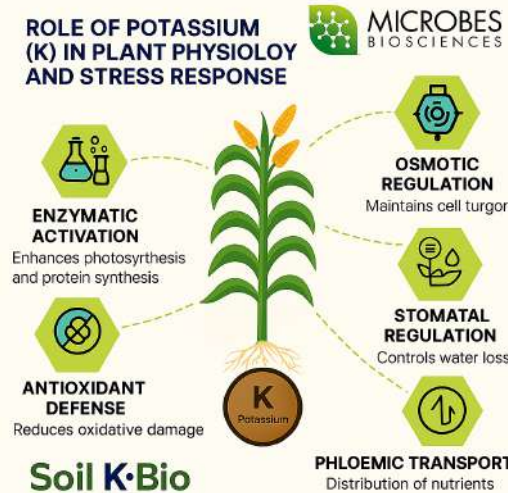 ROLE OF POTASSIUM
(K) IN PLANT PHYSIOLOY
AND STRESS RESPONSE
MICROBES
BIOSCIENCES
ENZYMATIC
ACTIVATION
Enhances photosyrthesis
and protein synthesis
ANTIOXIDANT
DEFENSE
Reduces oxidative damage
OSMOTIC
REGULATION
Maintains cell turgor
STOMATAL
REGULATION
Controls water loss
PHLOEMIC TRANSPORT
Distribution of nutrients
K
Potassium
Soil K·Bio